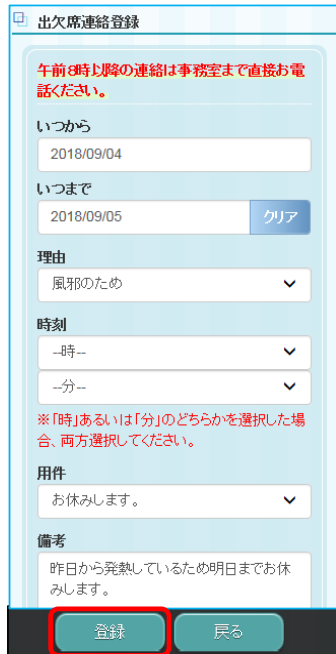 出欠席連絡登録
午前8時以降の連絡は事務室まで直接お電
話ください。
いつから
2018/09/04
いつまで
2018/09/05
クリア
理由
風邪のため
時刻
--時--
--分--
※「時」あるいは「分」のどちらかを選択した場
合、両方選択してください。
用件
お休みします。
備考
昨日から発熱しているため明日までお休
みします。
登録
戻る